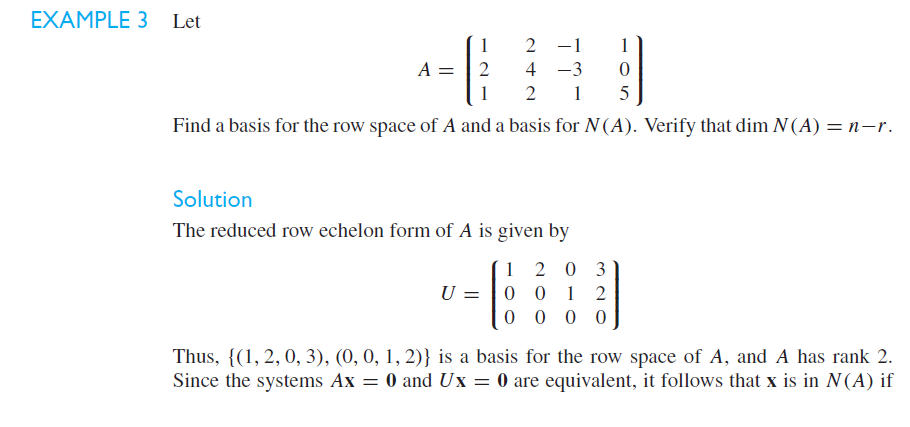 EXAMPLE 3 Let
A = ( 1 2 −1 1
2 4 −3 0
1 2 1 5 )
Find a basis for the row space of A and a basis for N(A). Verify that dim N(A) = n−r.
Solution
The reduced row echelon form of A is given by
U = ( 1 2 0 3
0 0 1 2
0 0 0 0 )
Thus, {(1, 2, 0, 3), (0, 0, 1, 2)} is a basis for the row space of A, and A has rank 2.
Since the systems Ax = 0 and Ux = 0 are equivalent, it follows that x is in N(A) if